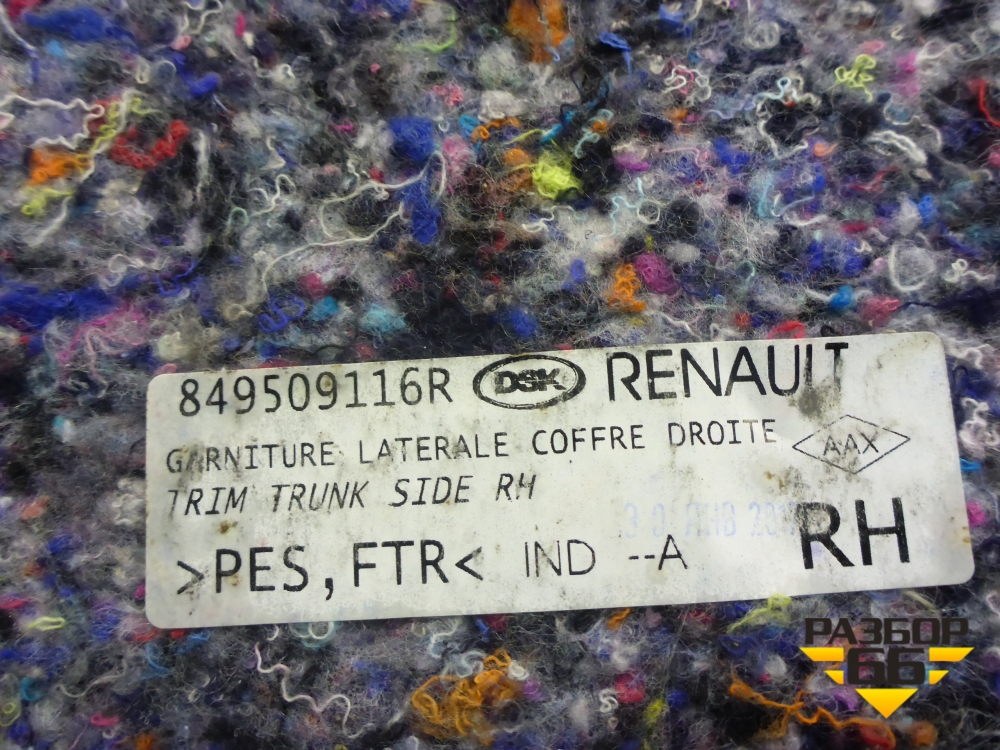 849509116R DSK RENAULT
GARNITURE LATERALE COFFRE DROITE AAX
TRIM TRUNK SIDE RH
>PES,FTR< IND --A RH
РАЗБОР
66